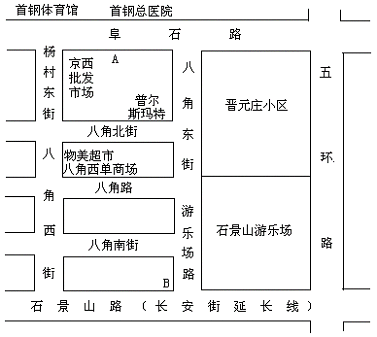 首钢体育馆
首钢总医院
阜石路
杨村东街
京西
批发
市场
A
普尔
斯玛特
八角东街
晋元庄小区
五环路
八角北街
物美超市
八角西单商场
八角西街
八角路
游乐场路
石景山游乐场
八角南街
B
石景山路(长安街延长线)